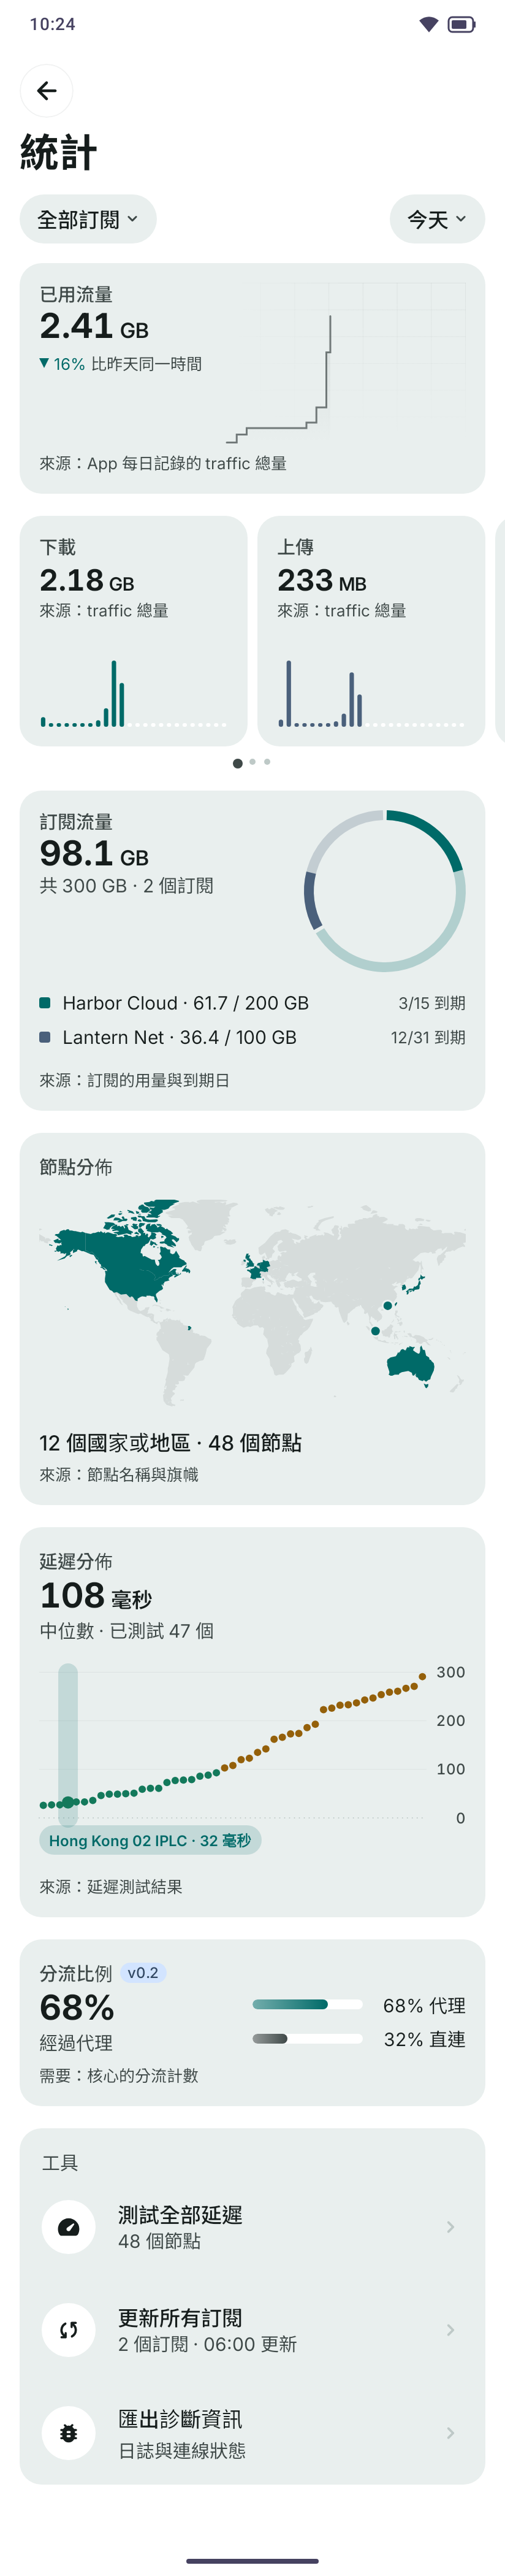 10:24
統計
全部訂閱
今天
已用流量
2.41 GB
▼ 16% 比昨天同一時間
來源：App 每日記錄的 traffic 總量
下載
2.18 GB
來源：traffic 總量
上傳
233 MB
來源：traffic 總量
訂閱流量
98.1 GB
共 300 GB · 2 個訂閱
Harbor Cloud · 61.7 / 200 GB
3/15 到期
Lantern Net · 36.4 / 100 GB
12/31 到期
來源：訂閱的用量與到期日
節點分佈
12 個國家或地區 · 48 個節點
來源：節點名稱與旗幟
延遲分佈
108 毫秒
中位數 · 已測試 47 個
300
200
100
0
Hong Kong 02 IPLC · 32 毫秒
來源：延遲測試結果
分流比例 v0.2
68%
經過代理
需要：核心的分流計數
68% 代理
32% 直連
工具
測試全部延遲
48 個節點
更新所有訂閱
2 個訂閱 · 06:00 更新
匯出診斷資訊
日誌與連線狀態